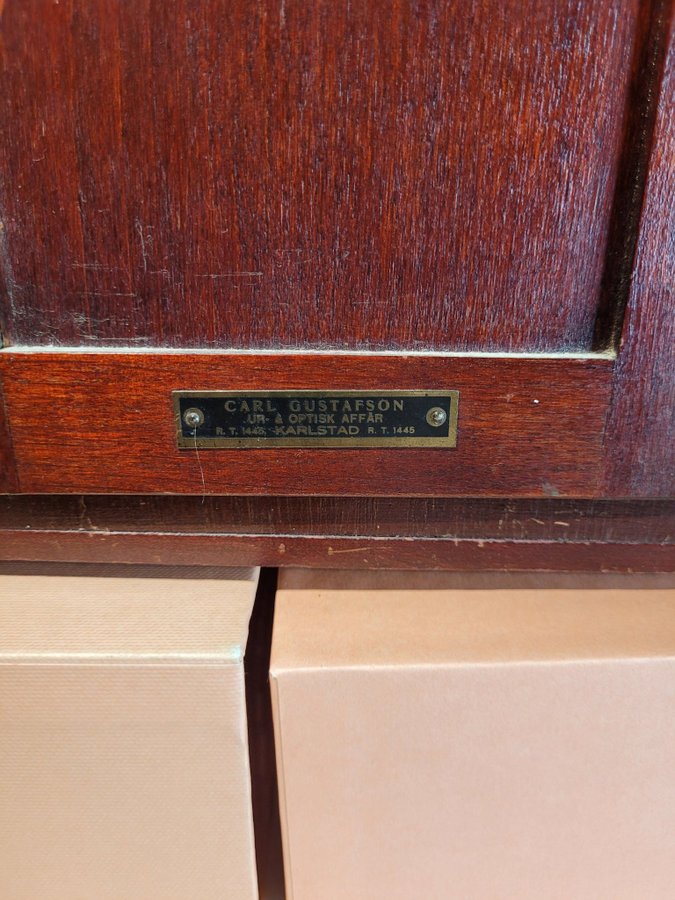 CARL GUSTAFSON
UR- & OPTISK AFFÄR
R. T. 1445. KARLSTAD R. T. 1445